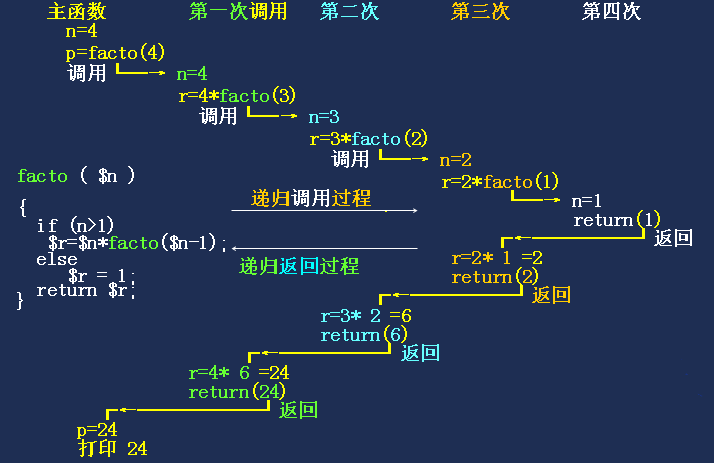 主函数 第一次调用 第二次 第三次 第四次
n=4
p=facto(4)
调用 n=4
r=4*facto(3)
调用 n=3
r=3*facto(2)
调用 n=2
facto ( $n ) r=2*facto(1)
递归调用过程 n=1
{ return(1)
if (n>1) 返回
$r=$n*facto($n-1);
else r=2* 1 =2
递归返回过程
$r = 1; return(2)
return $r; 返回
}
r=3* 2 =6
return(6)
返回
r=4* 6 =24
return(24)
返回
p=24
打印 24